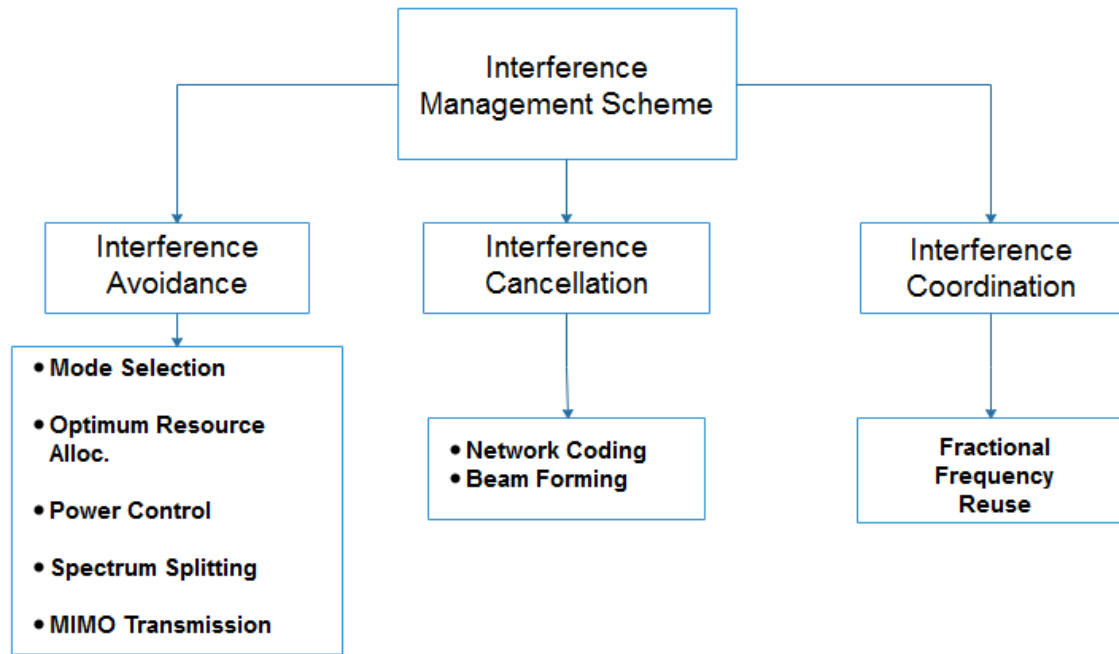 Interference
Management Scheme
Interference
Avoidance
Interference
Cancellation
Interference
Coordination
• Mode Selection
• Optimum Resource
Alloc.
• Power Control
• Spectrum Splitting
• MIMO Transmission
• Network Coding
• Beam Forming
Fractional
Frequency
Reuse